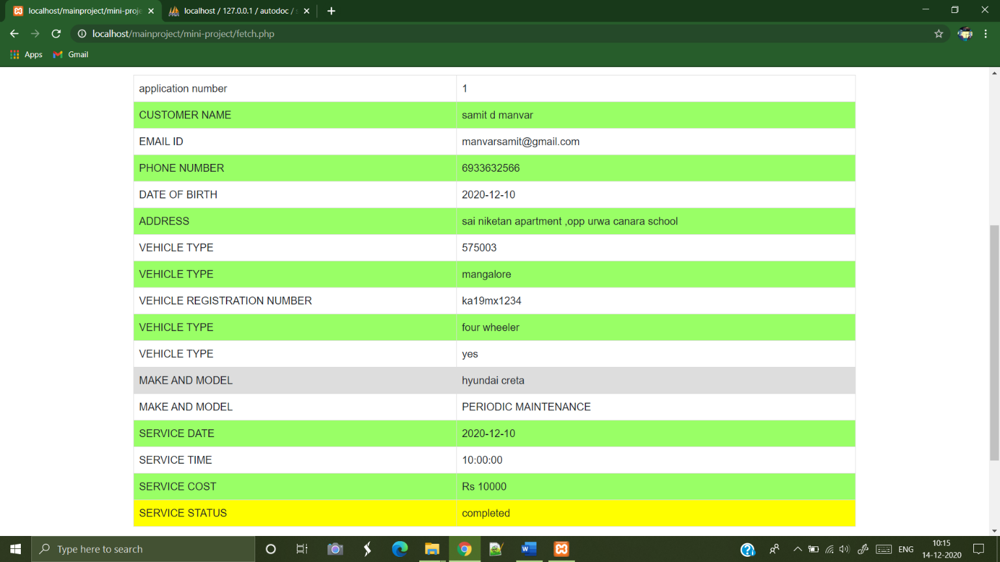 localhost/mainproject/mini-proje
localhost / 127.0.0.1 / autodoc / s
localhost/mainproject/mini-project/fetch.php
Apps Gmail
application number 1
CUSTOMER NAME samit d manvar
EMAIL ID manvarsamit@gmail.com
PHONE NUMBER 6933632566
DATE OF BIRTH 2020-12-10
ADDRESS sai niketan apartment ,opp urwa canara school
VEHICLE TYPE 575003
VEHICLE TYPE mangalore
VEHICLE REGISTRATION NUMBER ka19mx1234
VEHICLE TYPE four wheeler
VEHICLE TYPE yes
MAKE AND MODEL hyundai creta
MAKE AND MODEL PERIODIC MAINTENANCE
SERVICE DATE 2020-12-10
SERVICE TIME 10:00:00
SERVICE COST Rs 10000
SERVICE STATUS completed
Type here to search
ENG
10:15
14-12-2020